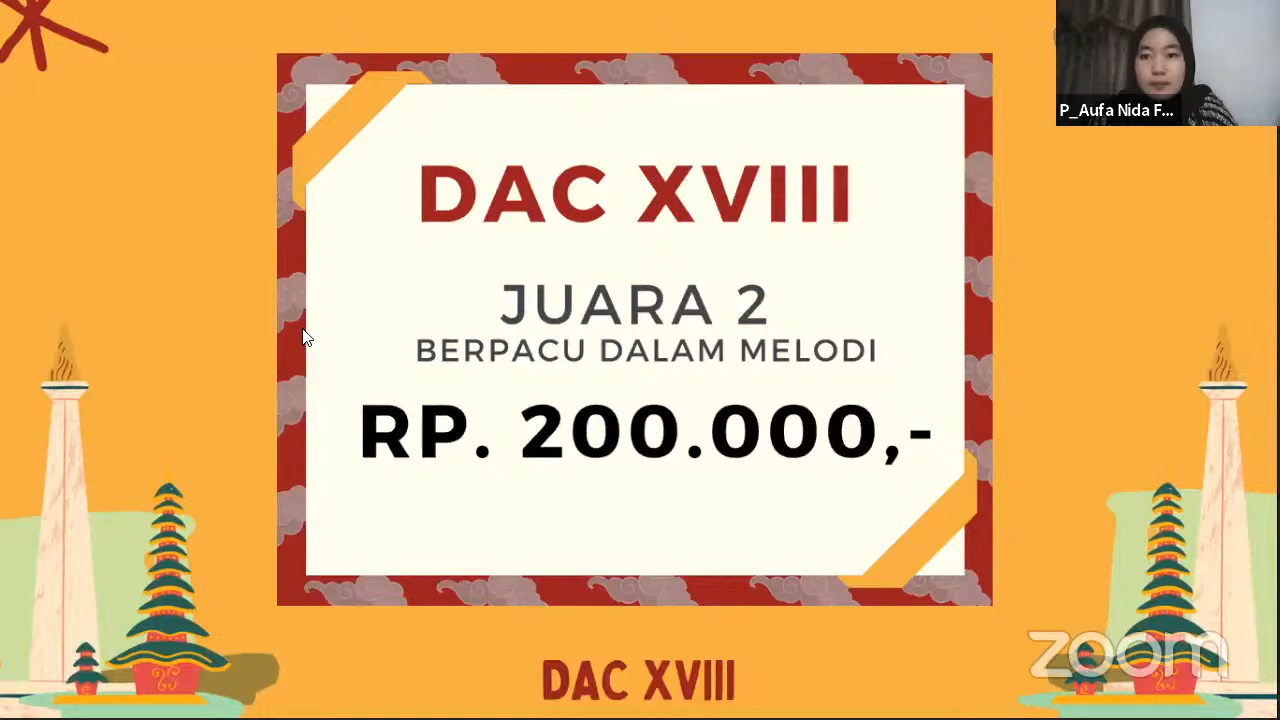 P_Aufa Nida F...
DAC XVIII
JUARA 2
BERPACU DALAM MELODI
RP. 200.000,-
zoom
DAC XVIII